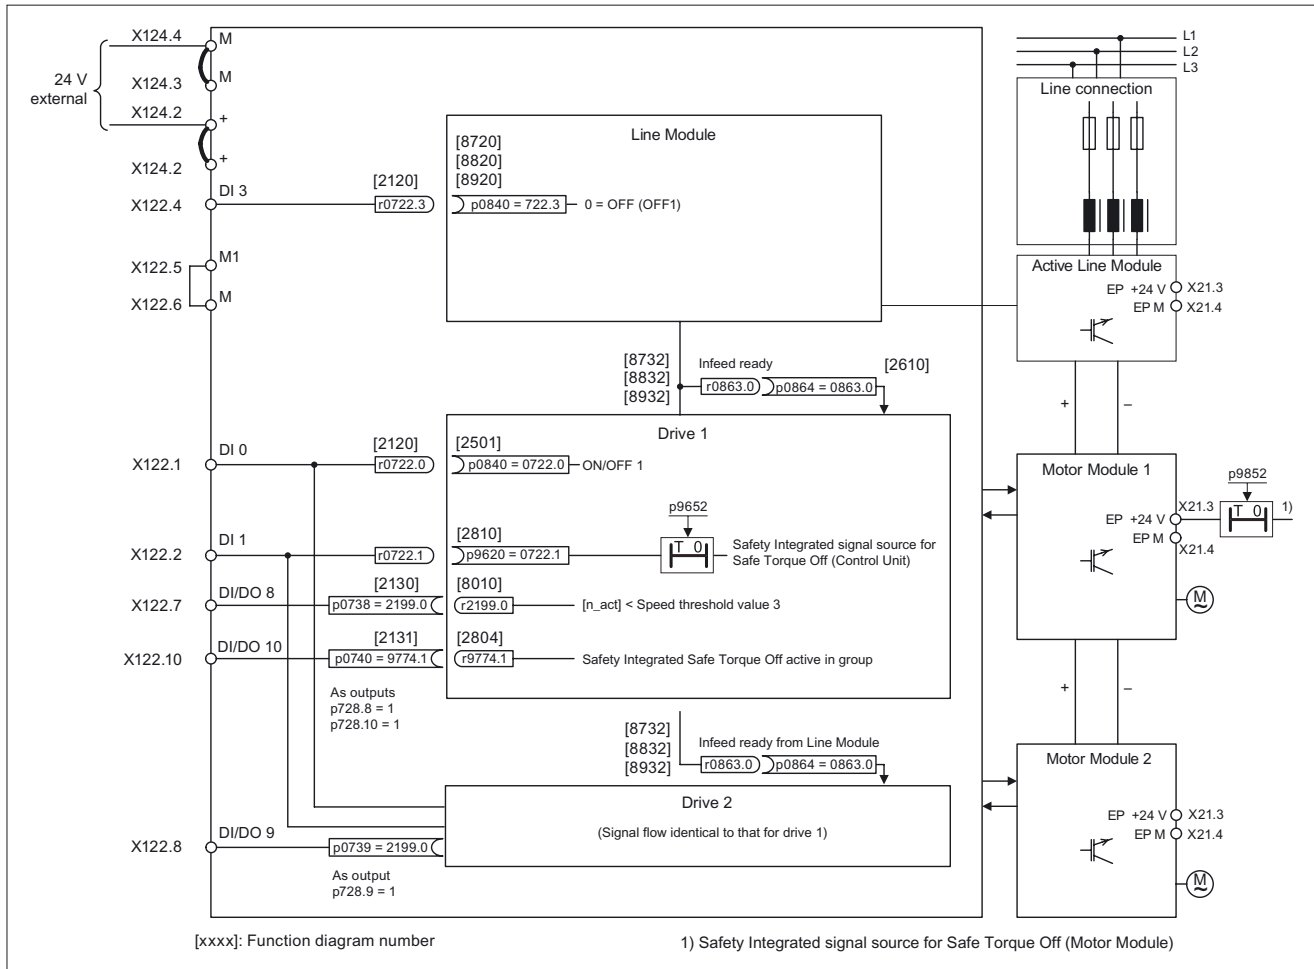 X124.4
M
24 V
external
X124.3
M
X124.2
+
X124.2
+
DI 3
X122.4
[2120]
r0722.3
Line Module
[8720]
[8820]
[8920]
p0840 = 722.3
0 = OFF (OFF1)
X122.5
M1
X122.6
M
L1
L2
L3
Line connection
Active Line Module
EP +24 V
X21.3
EP M
X21.4
[8732]
[8832]
[8932]
Infeed ready
r0863.0
p0864 = 0863.0
[2610]
+
–
Drive 1
X122.1
DI 0
[2120]
r0722.0
[2501]
p0840 = 0722.0
ON/OFF 1
X122.2
DI 1
r0722.1
[2810]
p9620 = 0722.1
p9652
T 0
Safety Integrated signal source for
Safe Torque Off (Control Unit)
X122.7
DI/DO 8
[2130]
p0738 = 2199.0
[8010]
r2199.0
[n_act] < Speed threshold value 3
X122.10
DI/DO 10
[2131]
p0740 = 9774.1
[2804]
r9774.1
Safety Integrated Safe Torque Off active in group
As outputs
p728.8 = 1
p728.10 = 1
Motor Module 1
EP +24 V
X21.3
EP M
X21.4
p9852
T 0
1)
M
~
+
–
[8732]
[8832]
[8932]
Infeed ready from Line Module
r0863.0
p0864 = 0863.0
Drive 2
(Signal flow identical to that for drive 1)
X122.8
DI/DO 9
p0739 = 2199.0
As output
p728.9 = 1
Motor Module 2
EP +24 V
X21.3
EP M
X21.4
M
~
[xxxx]: Function diagram number
1) Safety Integrated signal source for Safe Torque Off (Motor Module)